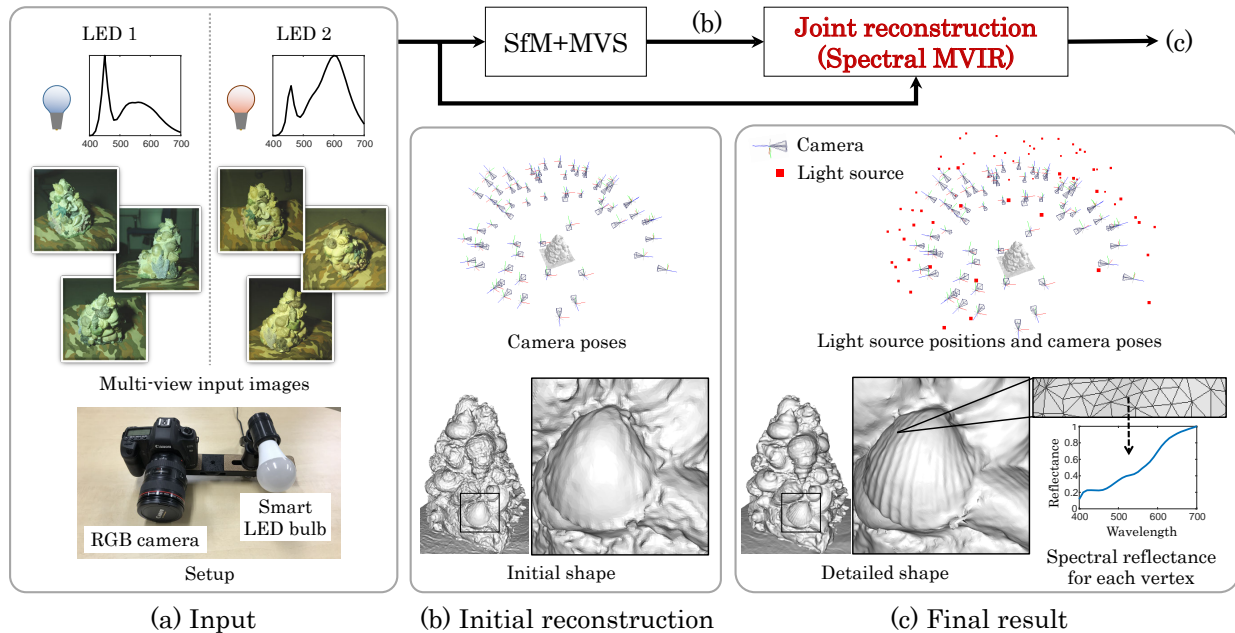 LED 1
LED 2
400 500 600 700
400 500 600 700
Multi-view input images
Canon
RGB camera
Smart
LED bulb
Setup
(a) Input
SfM+MVS
(b)
Joint reconstruction
(Spectral MVIR)
(c)
Camera poses
Initial shape
(b) Initial reconstruction
Camera
Light source
Light source positions and camera poses
Detailed shape
Reflectance
1
0.8
0.6
0.4
0.2
0
400 500 600 700
Wavelength
Spectral reflectance
for each vertex
(c) Final result